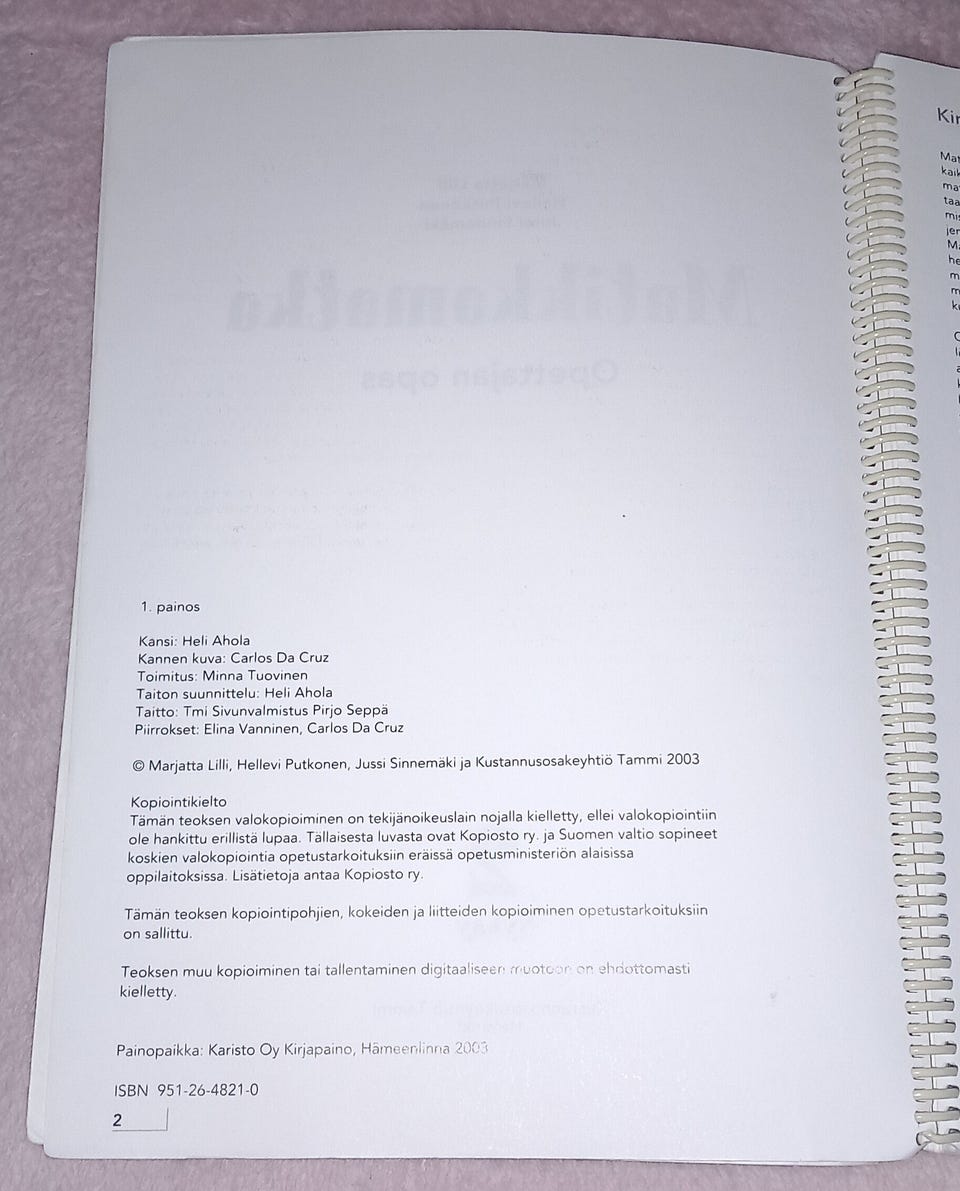 1. painos
Kansi: Heli Ahola
Kannen kuva: Carlos Da Cruz
Toimitus: Minna Tuovinen
Taiton suunnittelu: Heli Ahola
Taitto: Tmi Sivunvalmistus Pirjo Seppä
Piirrokset: Elina Vanninen, Carlos Da Cruz
© Marjatta Lilli, Hellevi Putkonen, Jussi Sinnemäki ja Kustannusosakeyhtiö Tammi 2003
Kopiointikielto
Tämän teoksen valokopioiminen on tekijänoikeuslain nojalla kielletty, ellei valokopiointiin
ole hankittu erillistä lupaa. Tällaisesta luvasta ovat Kopiosto ry. ja Suomen valtio sopineet
koskien valokopiointia opetustarkoituksiin eräissä opetusministeriön alaisissa
oppilaitoksissa. Lisätietoja antaa Kopiosto ry.
Tämän teoksen kopiointipohjien, kokeiden ja liitteiden kopioiminen opetustarkoituksiin
on sallittu.
Teoksen muu kopioiminen tai tallentaminen digitaaliseen muotoon on ehdottomasti
kielletty.
Painopaikka: Karisto Oy Kirjapaino, Hämeenlinna 2003
ISBN 951-26-4821-0
2
Matikkamatka
Opettajan opas